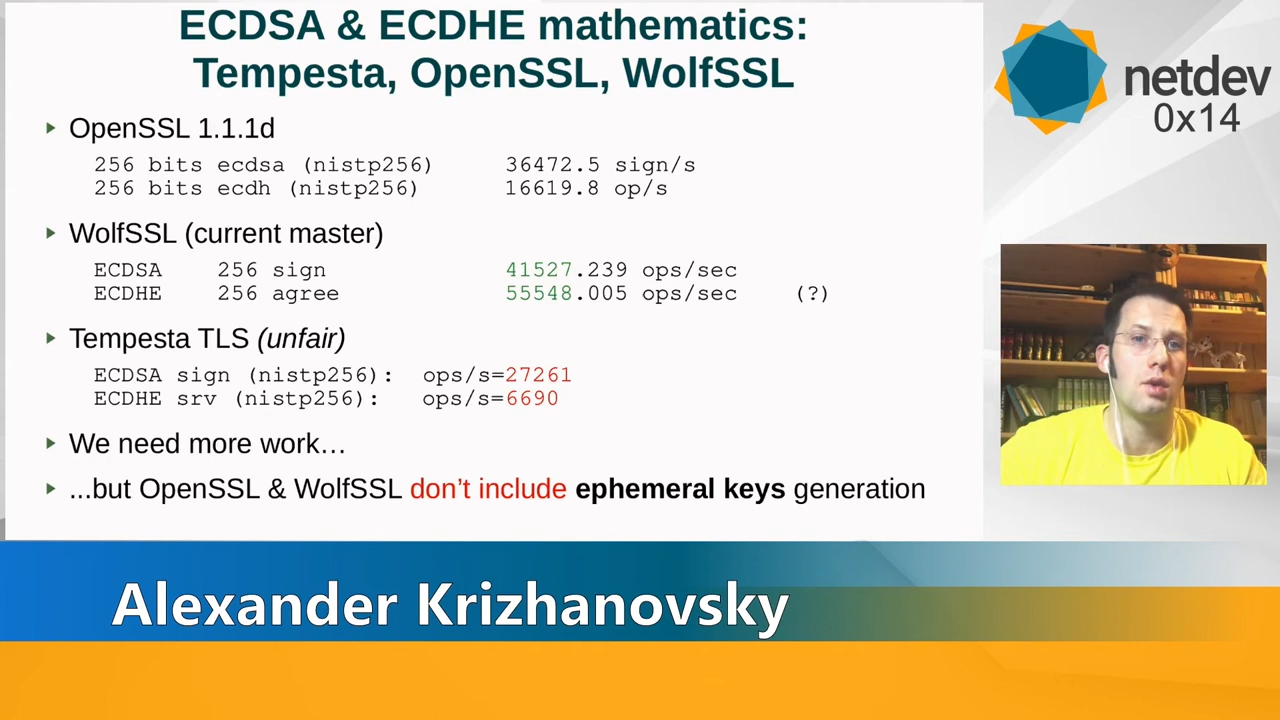 ECDSA & ECDHE mathematics:
Tempesta, OpenSSL, WolfSSL
OpenSSL 1.1.1d
256 bits ecdsa (nistp256) 36472.5 sign/s
256 bits ecdh (nistp256) 16619.8 op/s
WolfSSL (current master)
ECDSA 256 sign 41527.239 ops/sec
ECDHE 256 agree 55548.005 ops/sec (?)
Tempesta TLS (unfair)
ECDSA sign (nistp256): ops/s=27261
ECDHE srv (nistp256): ops/s=6690
We need more work…
...but OpenSSL & WolfSSL don’t include ephemeral keys generation
netdev
0x14
Alexander Krizhanovsky